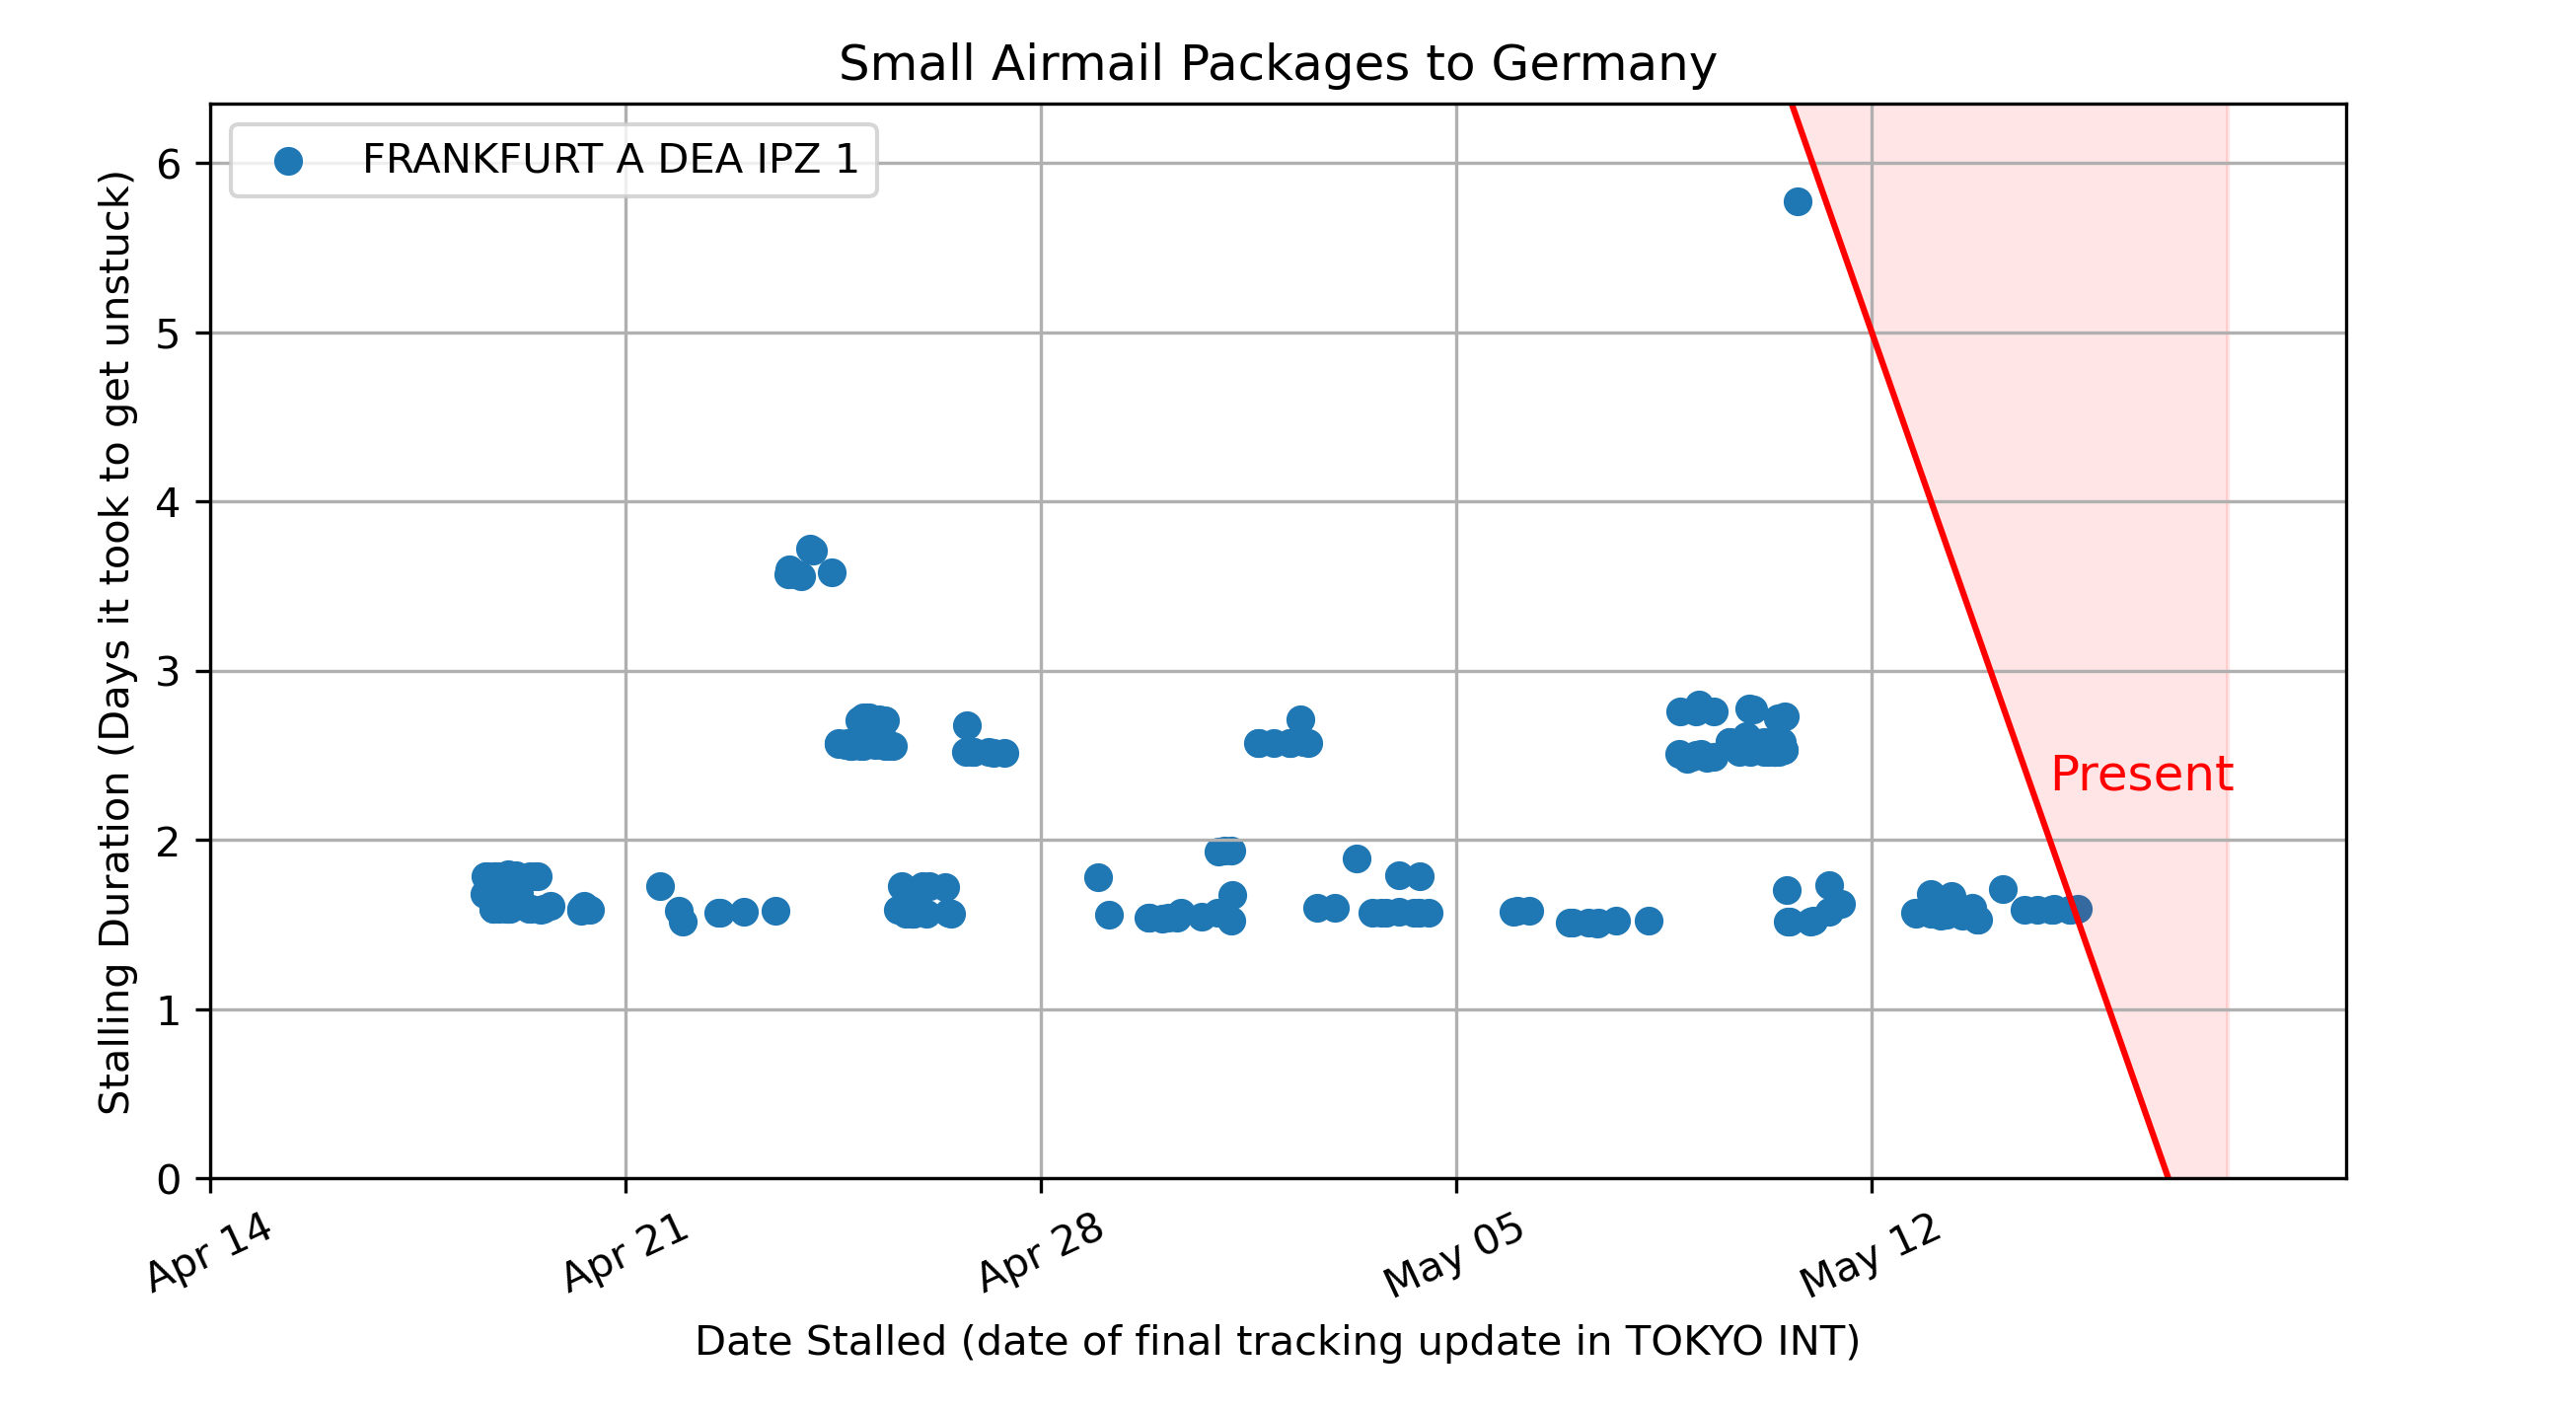 Small Airmail Packages to Germany
FRANKFURT A DEA IPZ 1
Stalling Duration (Days it took to get unstuck)
6
5
4
3
2
1
0
Present
Apr 14
Apr 21
Apr 28
May 05
May 12
Date Stalled (date of final tracking update in TOKYO INT)